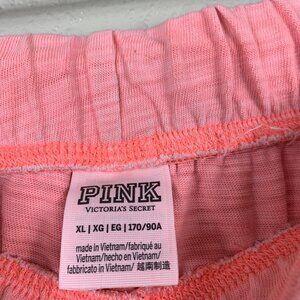 PINK
VICTORIA'S SECRET
XL | XG | EG | 170/90A
made in Vietnam/fabriqué au
Vietnam/hecho en Vietnam/
fabbricato in Vietnam/越南制造